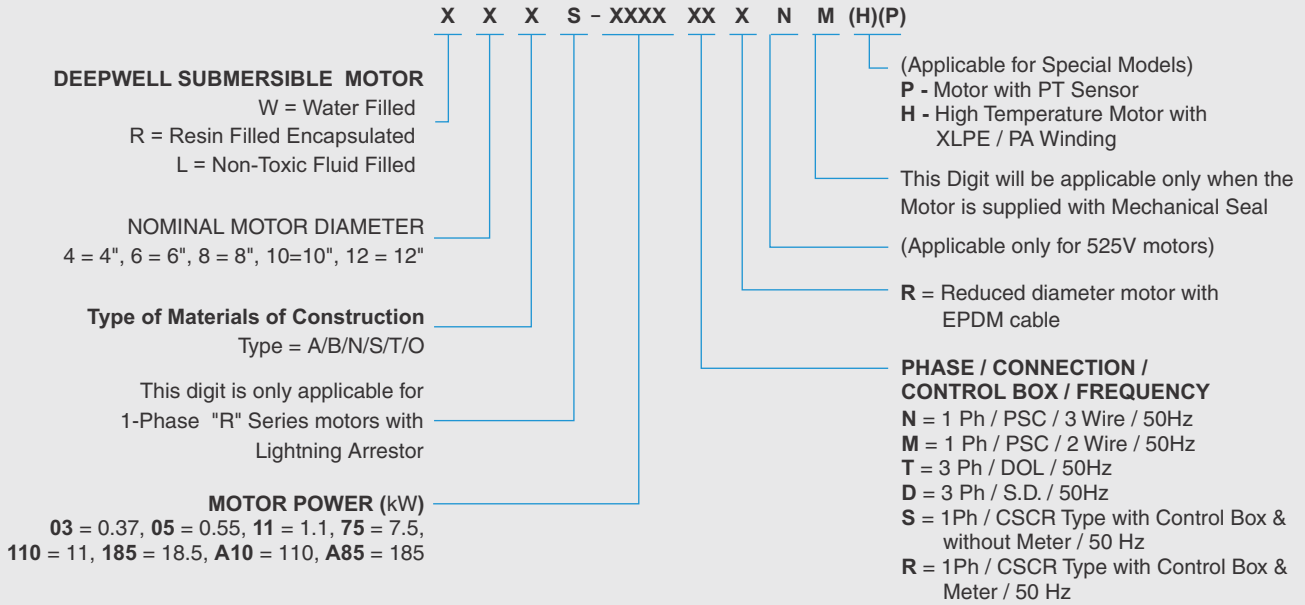 X X X S - XXXX XX X N M (H)(P)
DEEPWELL SUBMERSIBLE MOTOR
W = Water Filled
R = Resin Filled Encapsulated
L = Non-Toxic Fluid Filled
NOMINAL MOTOR DIAMETER
4 = 4", 6 = 6", 8 = 8", 10=10", 12 = 12"
Type of Materials of Construction
Type = A/B/N/S/T/O
This digit is only applicable for
1-Phase "R" Series motors with
Lightning Arrestor
MOTOR POWER (kW)
03 = 0.37, 05 = 0.55, 11 = 1.1, 75 = 7.5,
110 = 11, 185 = 18.5, A10 = 110, A85 = 185
(Applicable for Special Models)
P - Motor with PT Sensor
H - High Temperature Motor with
XLPE / PA Winding
This Digit will be applicable only when the
Motor is supplied with Mechanical Seal
(Applicable only for 525V motors)
R = Reduced diameter motor with
EPDM cable
PHASE / CONNECTION /
CONTROL BOX / FREQUENCY
N = 1 Ph / PSC / 3 Wire / 50Hz
M = 1 Ph / PSC / 2 Wire / 50Hz
T = 3 Ph / DOL / 50Hz
D = 3 Ph / S.D. / 50Hz
S = 1Ph / CSCR Type with Control Box &
without Meter / 50 Hz
R = 1Ph / CSCR Type with Control Box &
Meter / 50 Hz